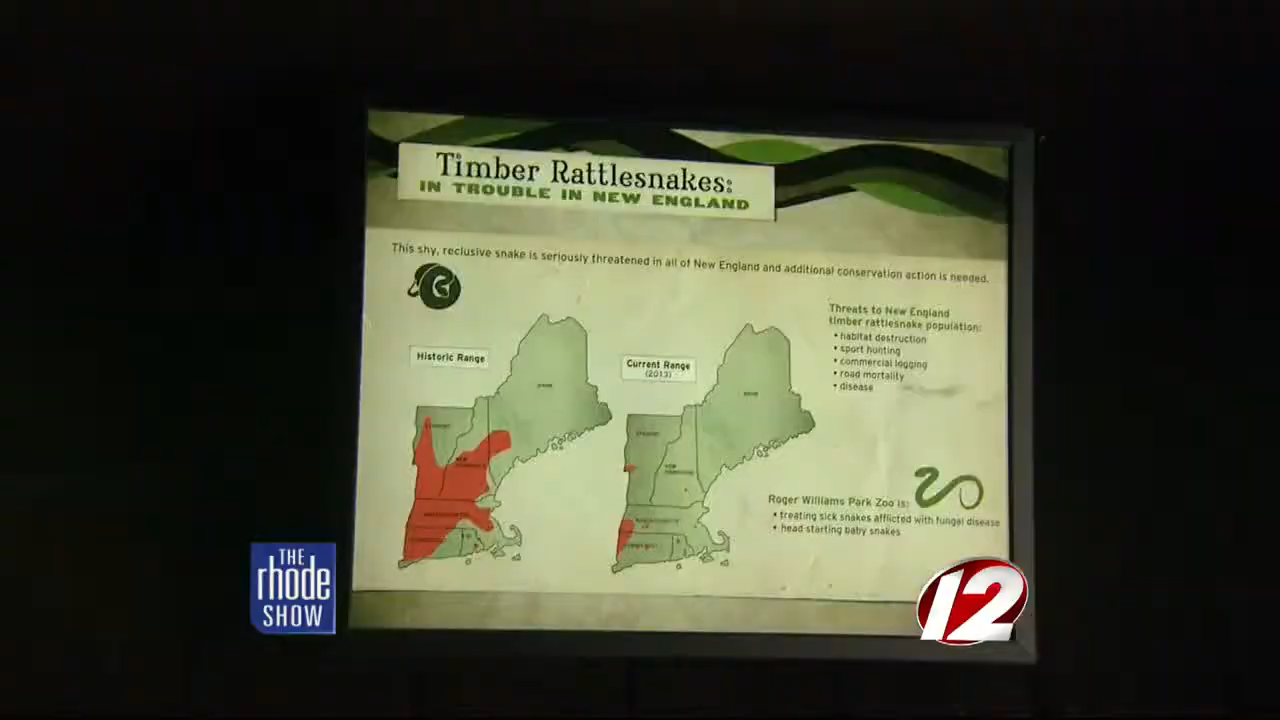 Timber Rattlesnakes:
IN TROUBLE IN NEW ENGLAND
This shy, reclusive snake is seriously threatened in all of New England and additional conservation action is needed.
Historic Range
Current Range
(2013)
Threats to New England
timber rattlesnake population:
• habitat destruction
• sport hunting
• commercial logging
• road mortality
• disease
Roger Williams Park Zoo is:
• treating sick snakes afflicted with fungal disease
• head-starting baby snakes
THE
rhode
SHOW
12